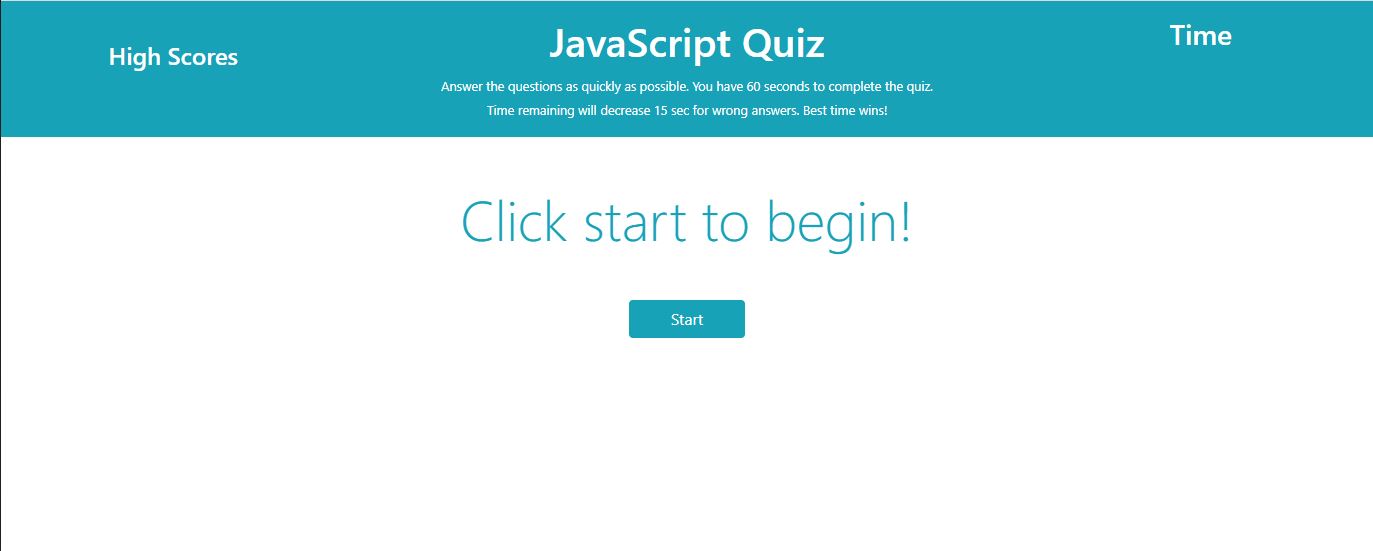 High Scores
JavaScript Quiz
Time
Answer the questions as quickly as possible. You have 60 seconds to complete the quiz.
Time remaining will decrease 15 sec for wrong answers. Best time wins!
Click start to begin!
Start